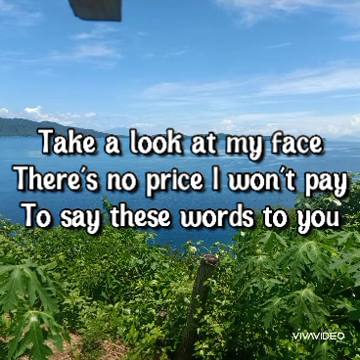 Take a look at my face
There's no price I won't pay
To say these words to you
VIVAVIDEO